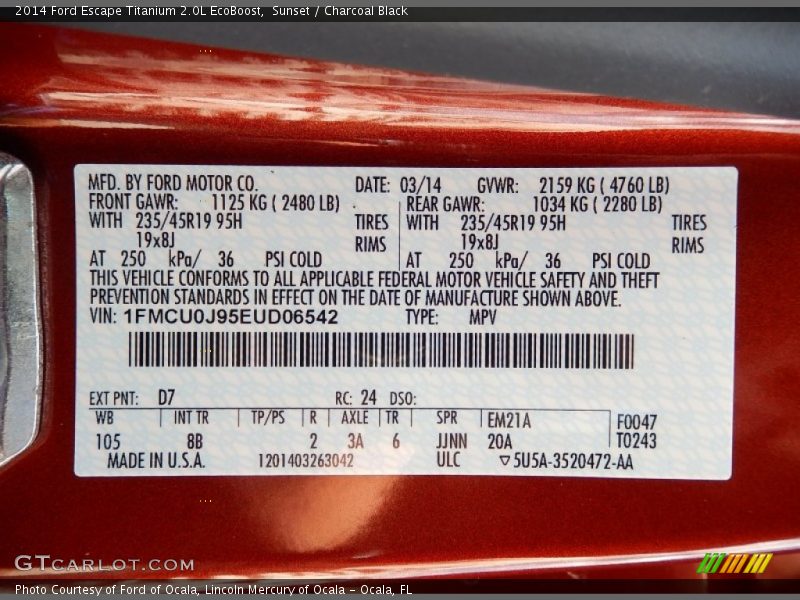 2014 Ford Escape Titanium 2.0L EcoBoost, Sunset / Charcoal Black
MFD. BY FORD MOTOR CO. DATE: 03/14 GVWR: 2159 KG ( 4760 LB)
FRONT GAWR: 1125 KG ( 2480 LB) REAR GAWR: 1034 KG ( 2280 LB)
WITH 235/45R19 95H TIRES WITH 235/45R19 95H TIRES
19x8J RIMS 19x8J RIMS
AT 250 kPa/ 36 PSI COLD AT 250 kPa/ 36 PSI COLD
THIS VEHICLE CONFORMS TO ALL APPLICABLE FEDERAL MOTOR VEHICLE SAFETY AND THEFT
PREVENTION STANDARDS IN EFFECT ON THE DATE OF MANUFACTURE SHOWN ABOVE.
VIN: 1FMCU0J95EUD06542 TYPE: MPV
EXT PNT: D7 RC: 24 DSO:
WB INT TR TP/PS R AXLE TR SPR EM21A F0047
105 8B 2 3A 6 JJNN 20A T0243
MADE IN U.S.A. 1201403263042 ULC ▽5U5A-3520472-AA
GTCARLOT.COM
Photo Courtesy of Ford of Ocala, Lincoln Mercury of Ocala - Ocala, FL